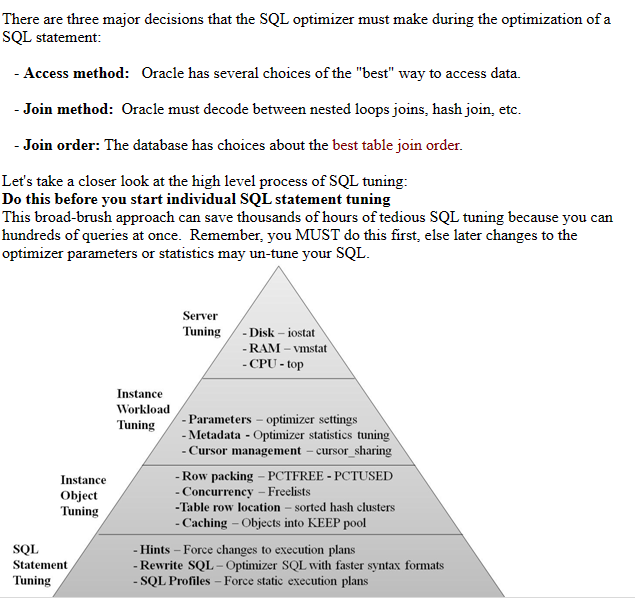 There are three major decisions that the SQL optimizer must make during the optimization of a
SQL statement:
- Access method:   Oracle has several choices of the "best" way to access data.
- Join method:  Oracle must decode between nested loops joins, hash join, etc.
- Join order: The database has choices about the best table join order.
Let's take a closer look at the high level process of SQL tuning:
Do this before you start individual SQL statement tuning
This broad-brush approach can save thousands of hours of tedious SQL tuning because you can
hundreds of queries at once.  Remember, you MUST do this first, else later changes to the
optimizer parameters or statistics may un-tune your SQL.
Server
Tuning
- Disk – iostat
- RAM – vmstat
- CPU - top
Instance
Workload
Tuning
- Parameters – optimizer settings
- Metadata - Optimizer statistics tuning
- Cursor management – cursor_sharing
Instance
Object
Tuning
- Row packing – PCTFREE - PCTUSED
- Concurrency – Freelists
-Table row location – sorted hash clusters
- Caching – Objects into KEEP pool
SQL
Statement
Tuning
- Hints – Force changes to execution plans
- Rewrite SQL – Optimizer SQL with faster syntax formats
- SQL Profiles – Force static execution plans